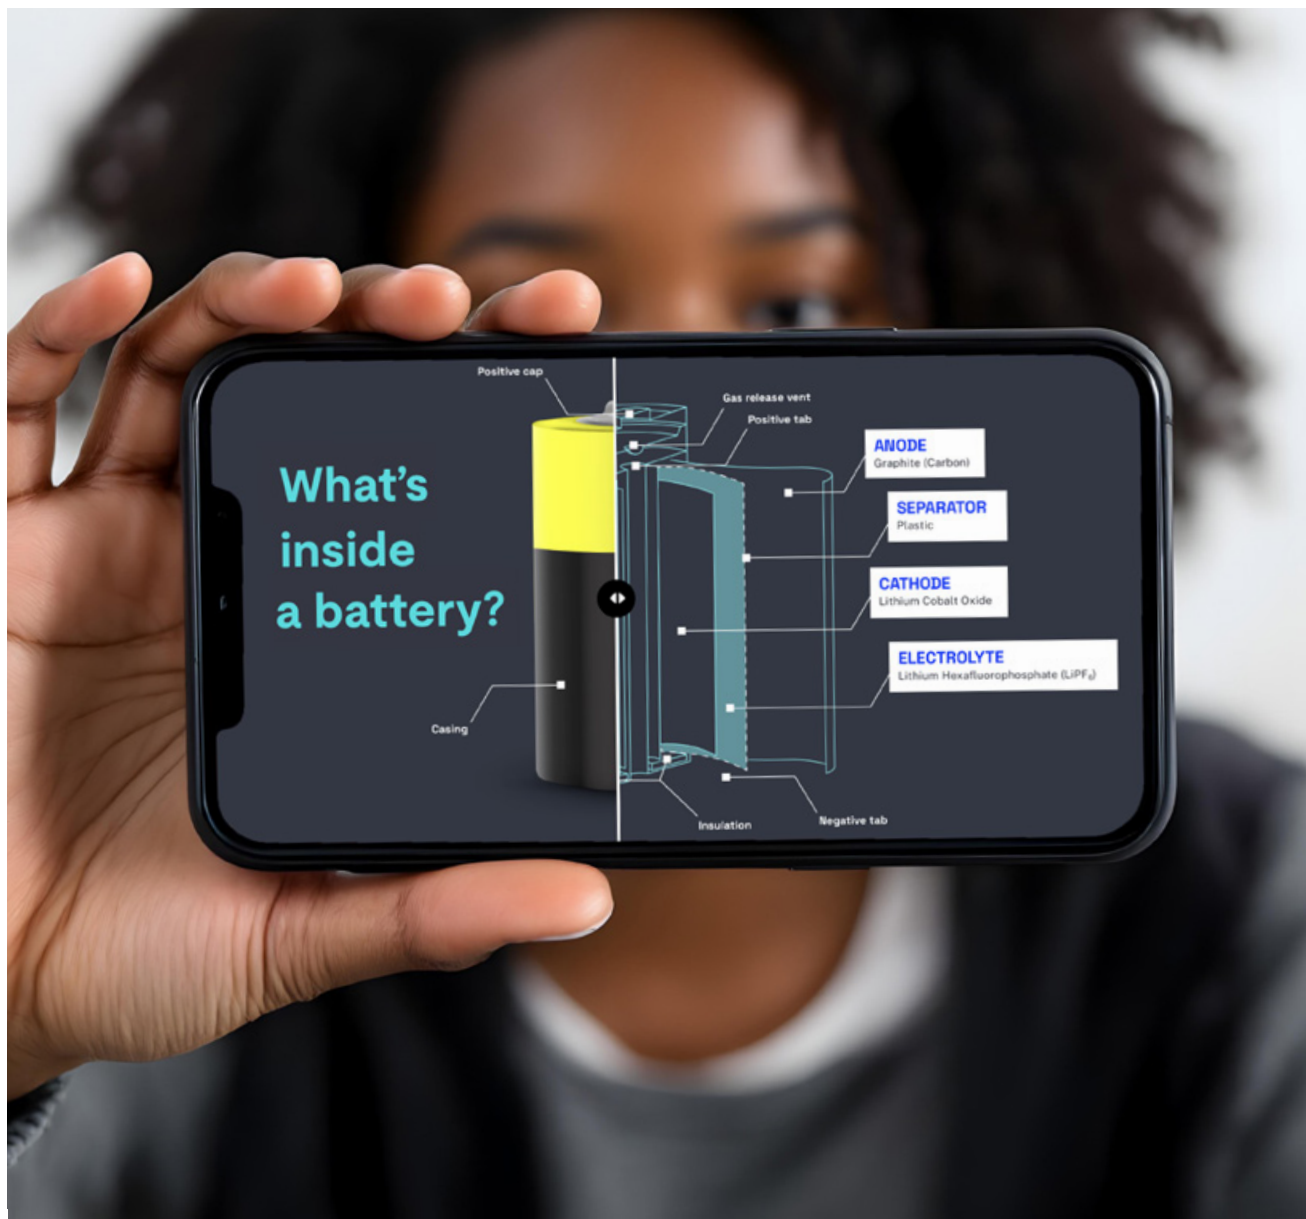 What's
inside
a battery?
Positive cap
Casing
Gas release vent
Positive tab
ANODE
Graphite (Carbon)
SEPARATOR
Plastic
CATHODE
Lithium Cobalt Oxide
ELECTROLYTE
Lithium Hexafluorophosphate (LiPF₆)
Insulation
Negative tab